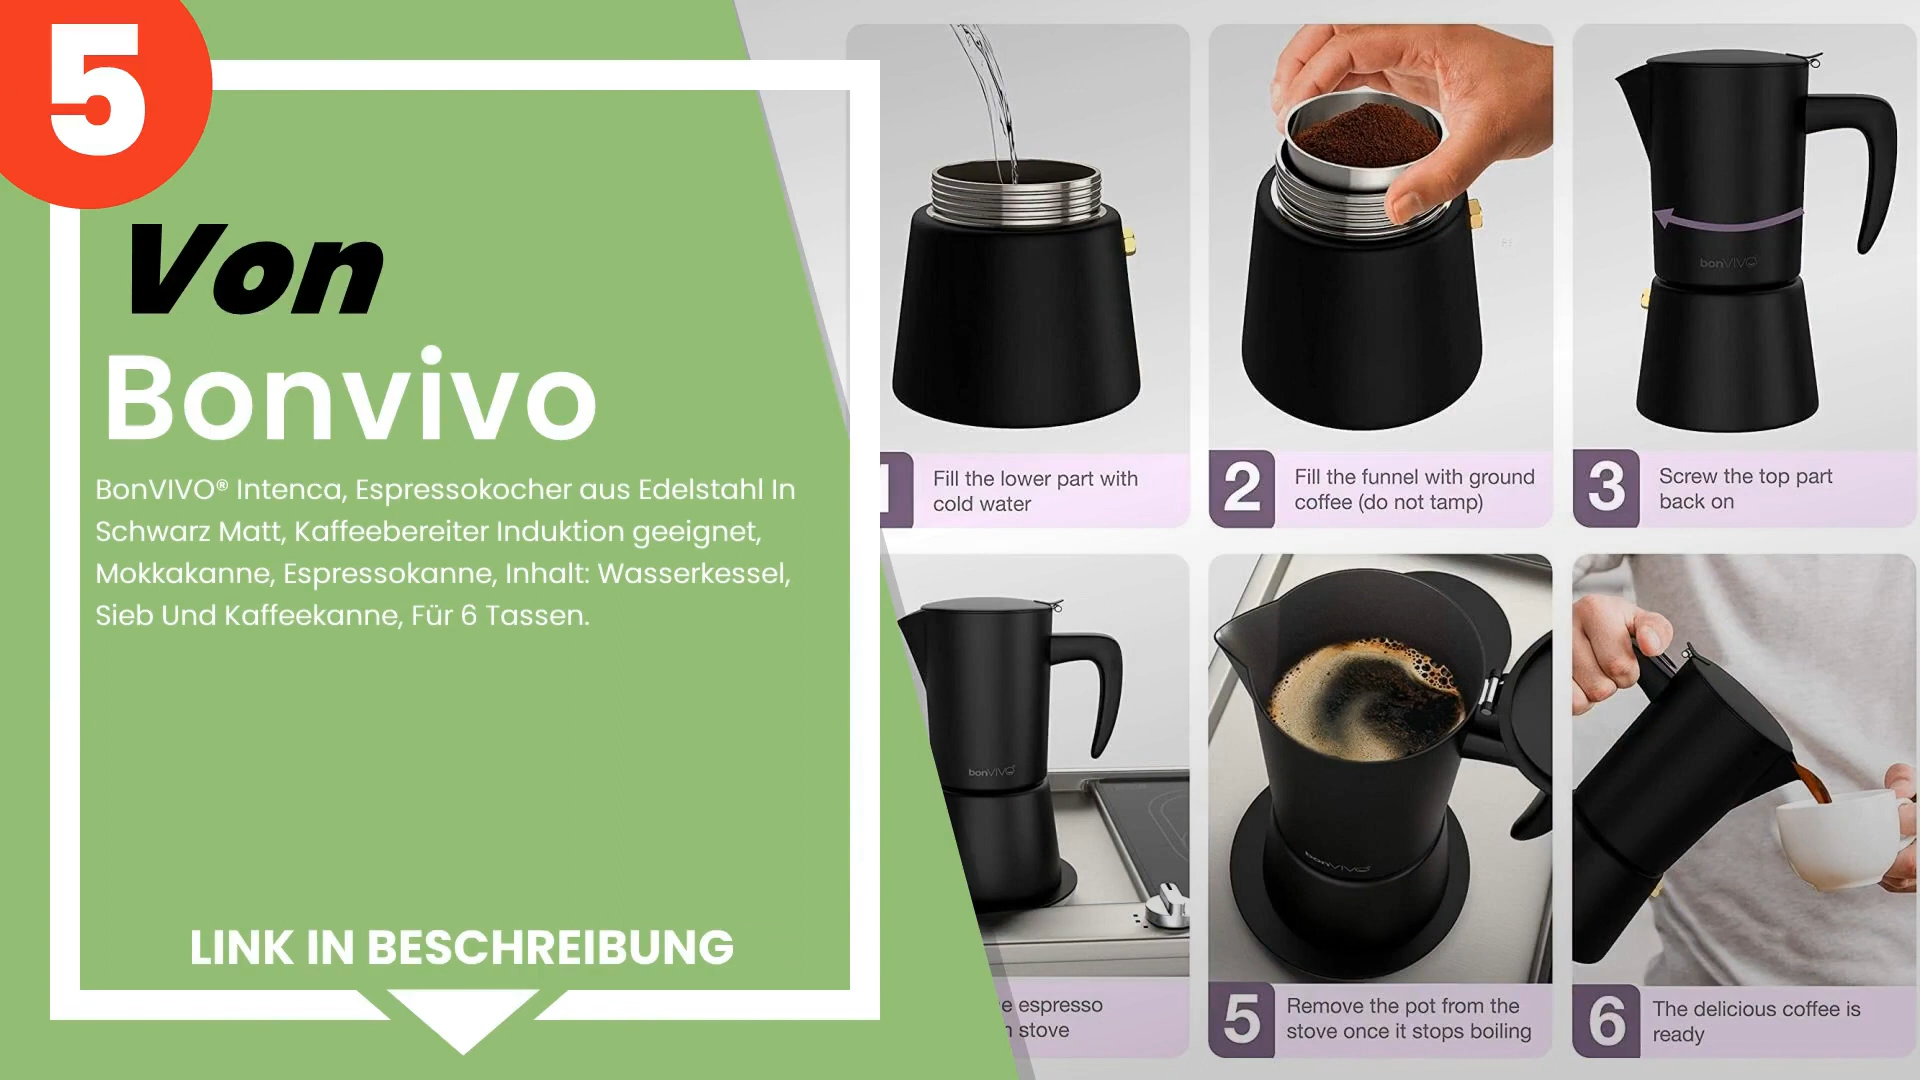 5
Von
Bonvivo
BonVIVO® Intenca, Espressokocher aus Edelstahl In
Schwarz Matt, Kaffeebereiter Induktion geeignet,
Mokkakanne, Espressokanne, Inhalt: Wasserkessel,
Sieb Und Kaffeekanne, Für 6 Tassen.
LINK IN BESCHREIBUNG
1 Fill the lower part with
cold water
2 Fill the funnel with ground
coffee (do not tamp)
bonVIVO
3 Screw the top part
back on
bonVIVO
espresso
stove
bonVIVO
5 Remove the pot from the
stove once it stops boiling
6 The delicious coffee is
ready